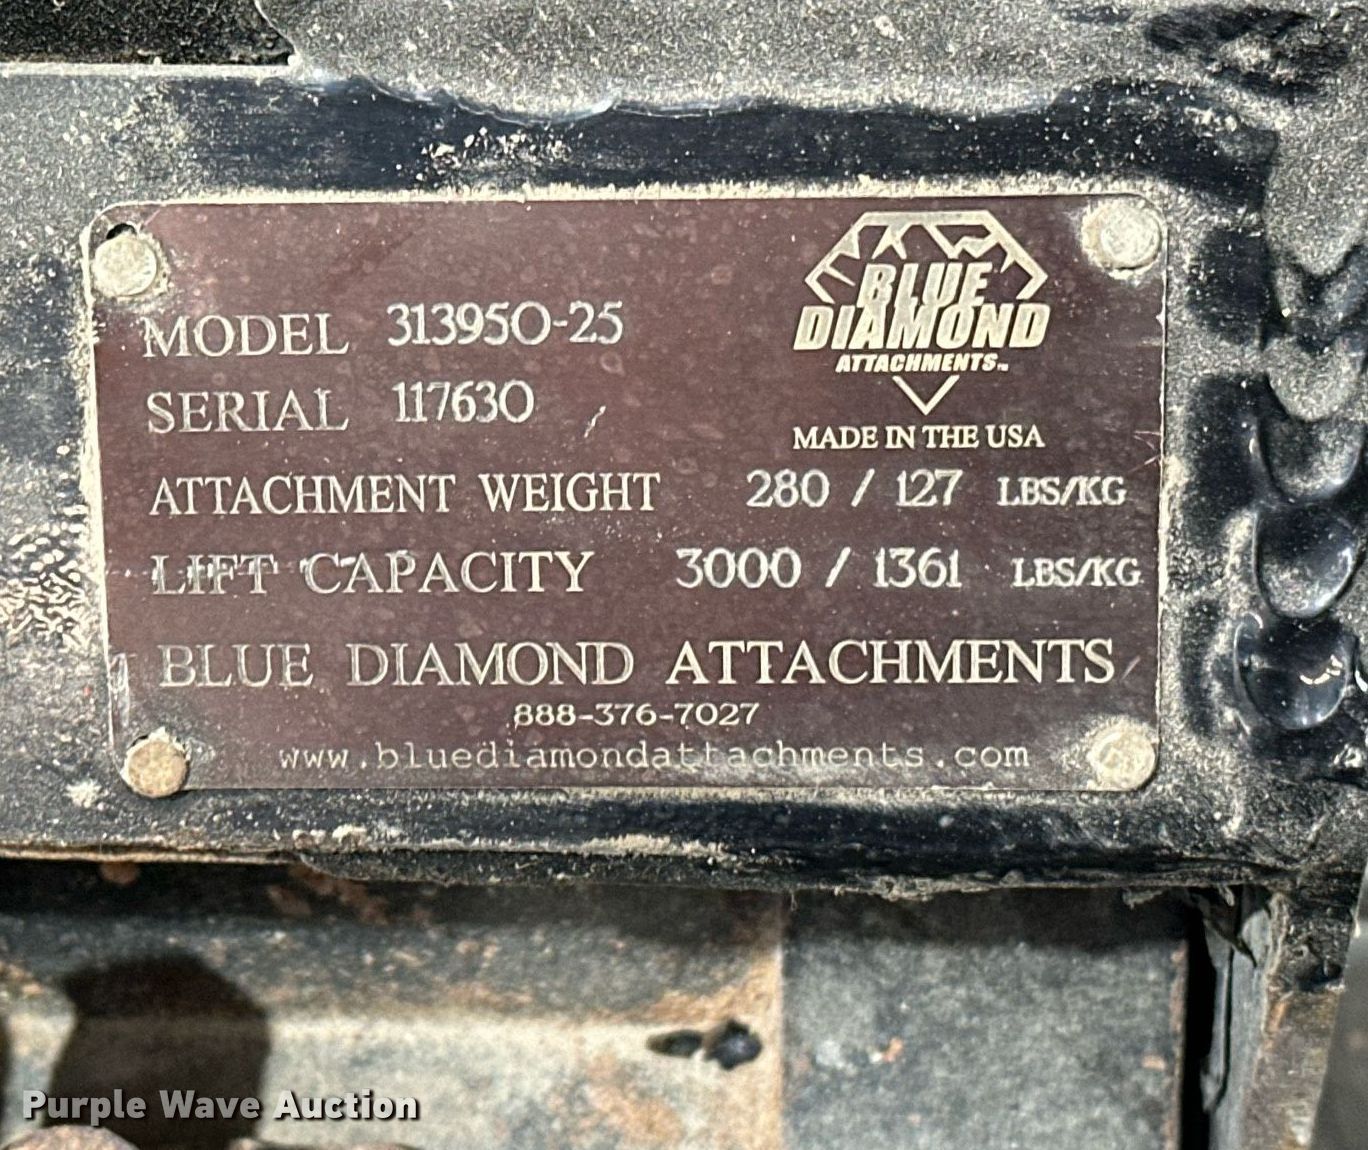 BLUE
DIAMOND
ATTACHMENTS™
MADE IN THE USA
MODEL 313950-25
SERIAL 117630
ATTACHMENT WEIGHT 280 / 127 LBS/KG
LIFT CAPACITY 3000 / 1361 LBS/KG
BLUE DIAMOND ATTACHMENTS
888-376-7027
www.bluediamondattachments.com
Purple Wave Auction